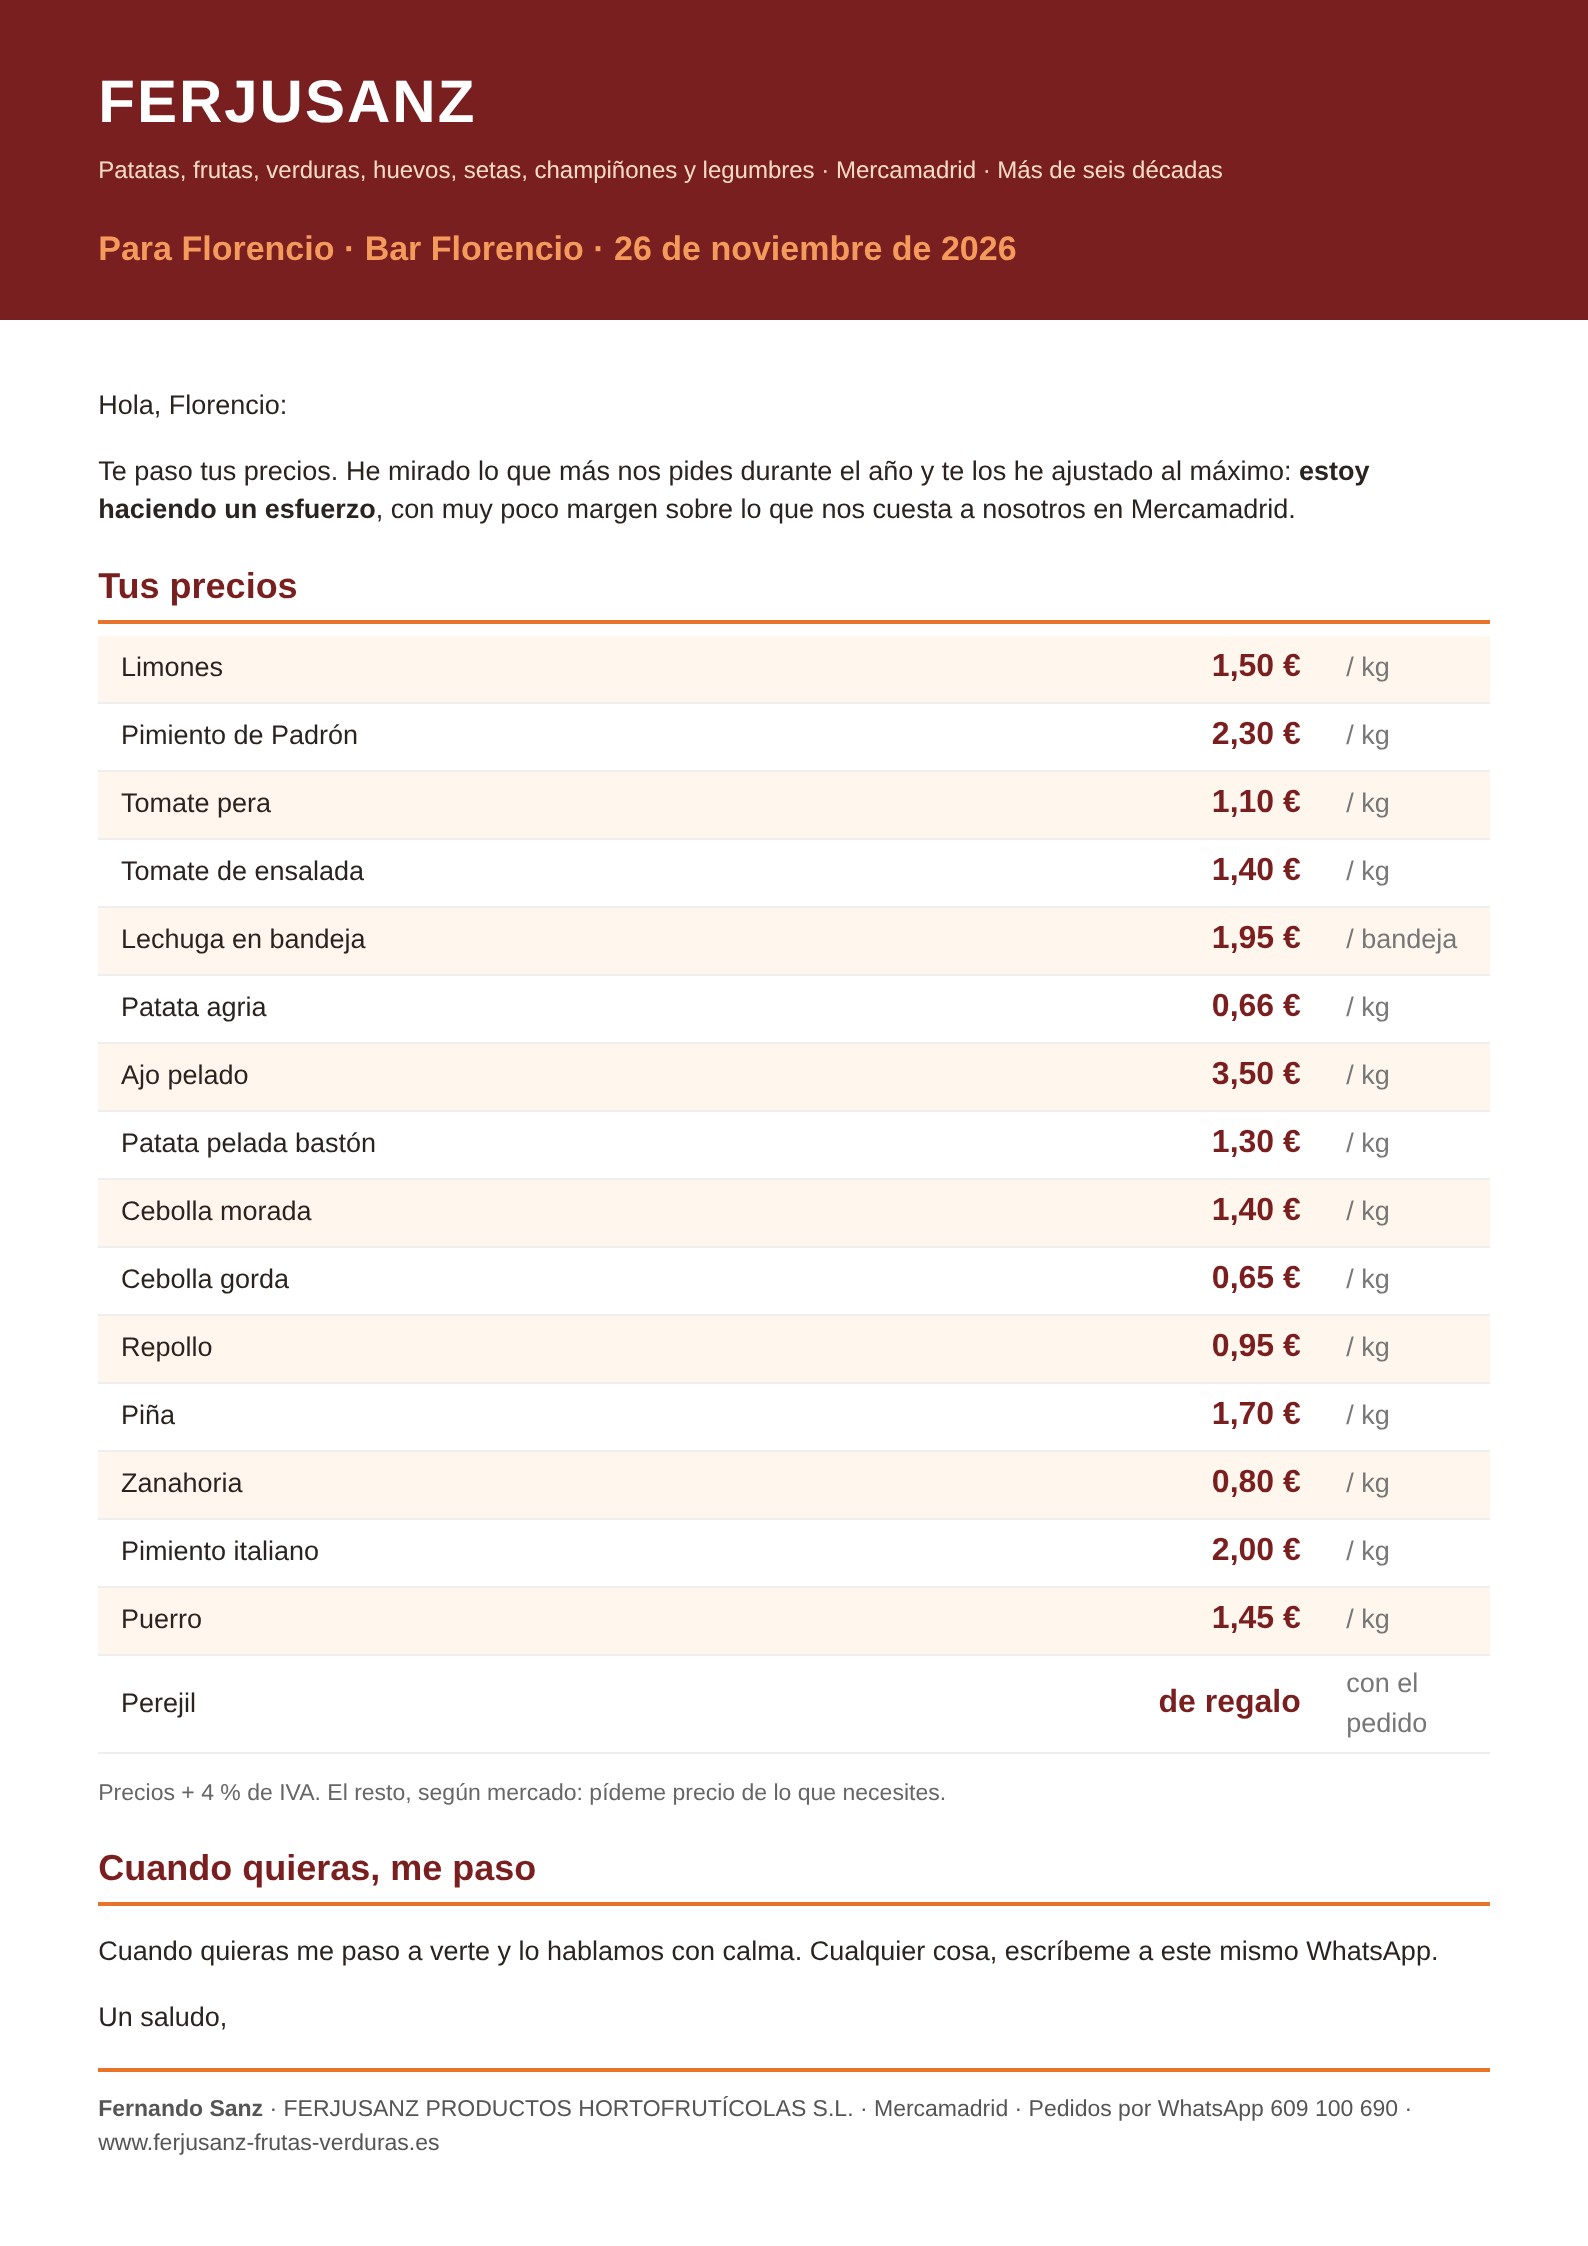 FERJUSANZ
Patatas, frutas, verduras, huevos, setas, champiñones y legumbres · Mercamadrid · Más de seis décadas
Para Florencio · Bar Florencio · 26 de noviembre de 2026
Hola, Florencio:
Te paso tus precios. He mirado lo que más nos pides durante el año y te los he ajustado al máximo: estoy
haciendo un esfuerzo, con muy poco margen sobre lo que nos cuesta a nosotros en Mercamadrid.
Tus precios
Limones 1,50 € / kg
Pimiento de Padrón 2,30 € / kg
Tomate pera 1,10 € / kg
Tomate de ensalada 1,40 € / kg
Lechuga en bandeja 1,95 € / bandeja
Patata agria 0,66 € / kg
Ajo pelado 3,50 € / kg
Patata pelada bastón 1,30 € / kg
Cebolla morada 1,40 € / kg
Cebolla gorda 0,65 € / kg
Repollo 0,95 € / kg
Piña 1,70 € / kg
Zanahoria 0,80 € / kg
Pimiento italiano 2,00 € / kg
Puerro 1,45 € / kg
Perejil de regalo con el
pedido
Precios + 4 % de IVA. El resto, según mercado: pídeme precio de lo que necesites.
Cuando quieras, me paso
Cuando quieras me paso a verte y lo hablamos con calma. Cualquier cosa, escríbeme a este mismo WhatsApp.
Un saludo,
Fernando Sanz · FERJUSANZ PRODUCTOS HORTOFRUTÍCOLAS S.L. · Mercamadrid · Pedidos por WhatsApp 609 100 690 ·
www.ferjusanz-frutas-verduras.es